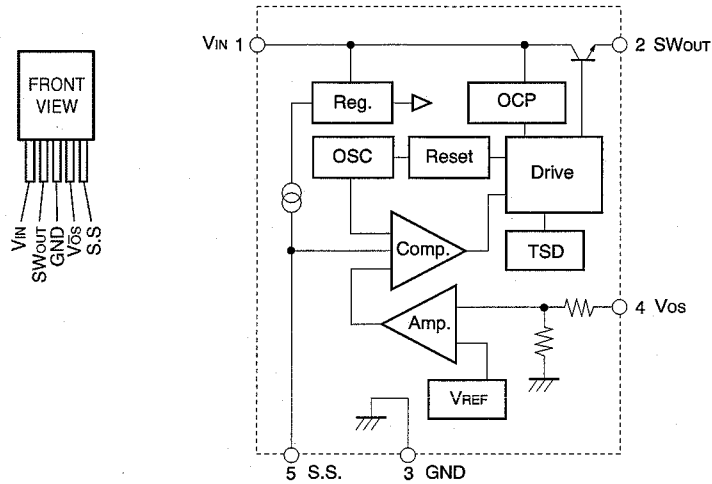 FRONT
VIEW
VIN
SWOUT
GND
VOS
S.S
VIN 1
2 SWOUT
Reg.
OCP
OSC
Reset
Drive
Comp.
TSD
Amp.
4 VOS
VREF
5 S.S.
3 GND